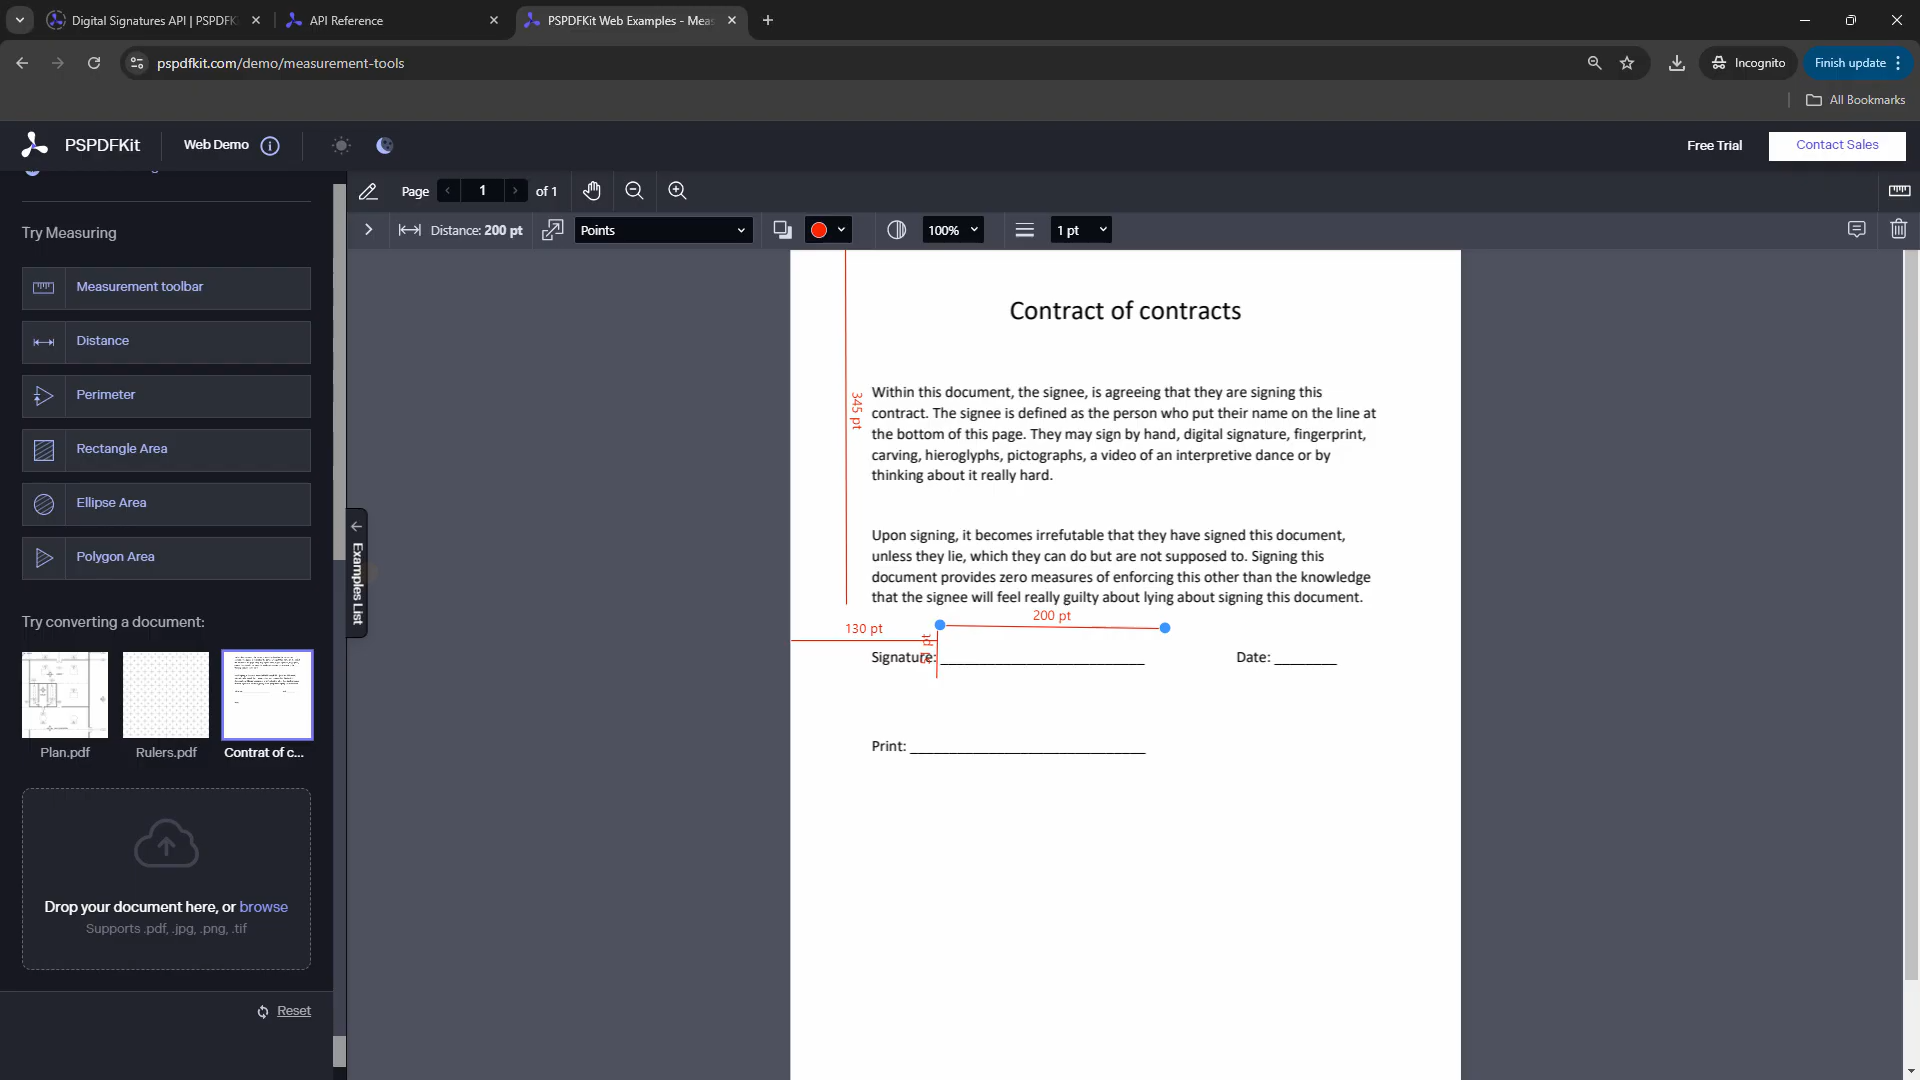 Digital Signatures API | PSPDFK
API Reference
PSPDFKit Web Examples - Meas
pspdfkit.com/demo/measurement-tools
Incognito
Finish update
All Bookmarks
PSPDFKit
Web Demo
Free Trial
Contact Sales
Page
1
of 1
Distance: 200 pt
Points
100%
1 pt
Try Measuring
Measurement toolbar
Distance
Perimeter
Rectangle Area
Ellipse Area
Polygon Area
Try converting a document:
Plan.pdf
Rulers.pdf
Contrat of c...
Drop your document here, or browse
Supports .pdf, .jpg, .png, .tif
Reset
Examples List
Contract of contracts
345 pt
Within this document, the signee, is agreeing that they are signing this
contract. The signee is defined as the person who put their name on the line at
the bottom of this page. They may sign by hand, digital signature, fingerprint,
carving, hieroglyphs, pictographs, a video of an interpretive dance or by
thinking about it really hard.
Upon signing, it becomes irrefutable that they have signed this document,
unless they lie, which they can do but are not supposed to. Signing this
document provides zero measures of enforcing this other than the knowledge
that the signee will feel really guilty about lying about signing this document.
200 pt
130 pt
pt
Signature: __________________________
Date: ________
Print: ______________________________